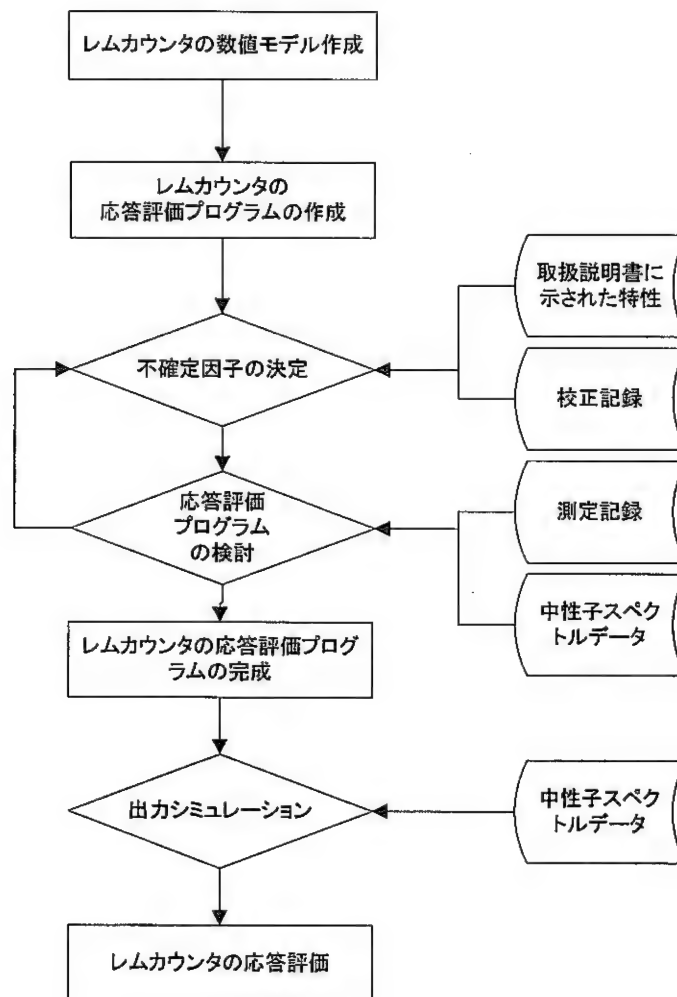 レムカウンタの数値モデル作成
レムカウンタの
応答評価プログラムの作成
取扱説明書に
示された特性
不確定因子の決定
校正記録
応答評価
プログラム
の検討
測定記録
中性子スペク
トルデータ
レムカウンタの応答評価プログ
ラムの完成
出力シミュレーション
中性子スペク
トルデータ
レムカウンタの応答評価